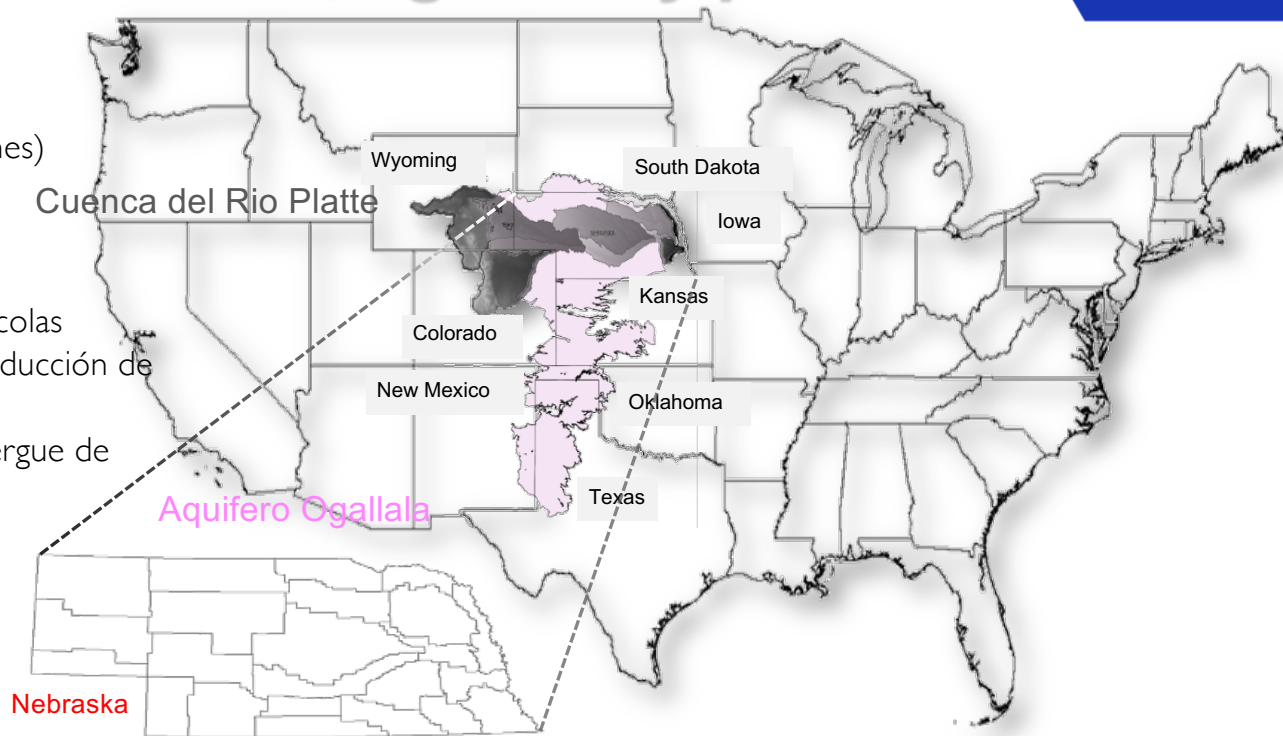 nes)
Cuenca del Rio Platte
colas
ducción de
ergue de
Wyoming
South Dakota
Iowa
Kansas
Colorado
New Mexico
Oklahoma
Texas
Aquifero Ogallala
Nebraska